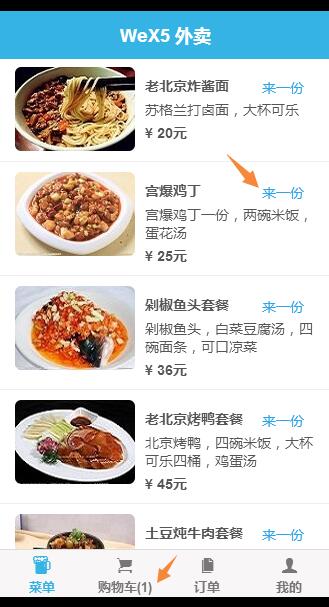 WeX5 外卖
老北京炸酱面
来一份
苏格兰打卤面，大杯可乐
¥ 20元
宫爆鸡丁
来一份
宫爆鸡丁一份，两碗米饭，
蛋花汤
¥ 25元
剁椒鱼头套餐
来一份
剁椒鱼头，白菜豆腐汤，四
碗面条，可口凉菜
¥ 36元
老北京烤鸭套餐
来一份
北京烤鸭，四碗米饭，大杯
可乐四桶，鸡蛋汤
¥ 45元
土豆炖牛肉套餐
来一份
菜单
购物车(1)
订单
我的